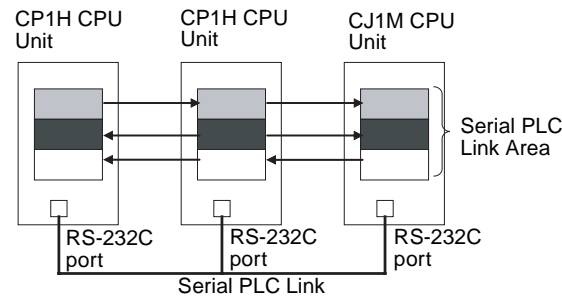 CP1H CPU
Unit
CP1H CPU
Unit
CJ1M CPU
Unit
Serial PLC
Link Area
RS-232C
port
RS-232C
port
RS-232C
port
Serial PLC Link